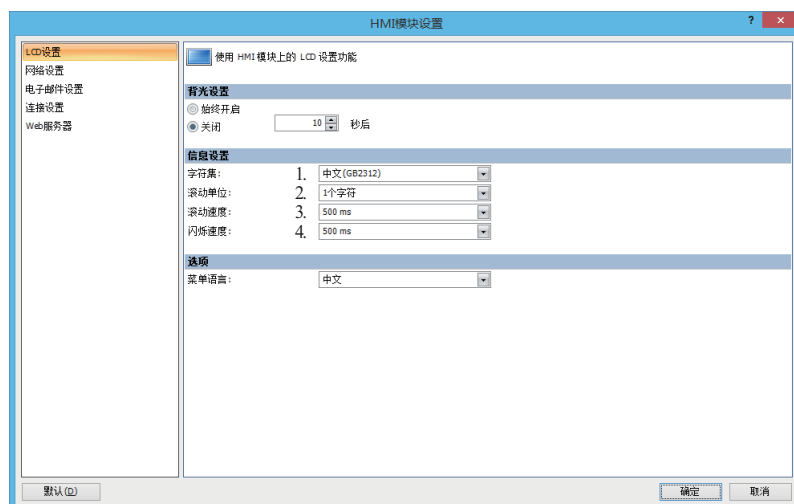 HMI模块设置
? ×
LCD设置
网络设置
电子邮件设置
连接设置
Web服务器
使用 HMI 模块上的 LCD 设置功能
背光设置
始终开启
关闭 10 秒后
信息设置
字符集: 1. 中文(GB2312)
滚动单位: 2. 1个字符
滚动速度: 3. 500 ms
闪烁速度: 4. 500 ms
选项
菜单语言: 中文
默认(D) 确定 取消